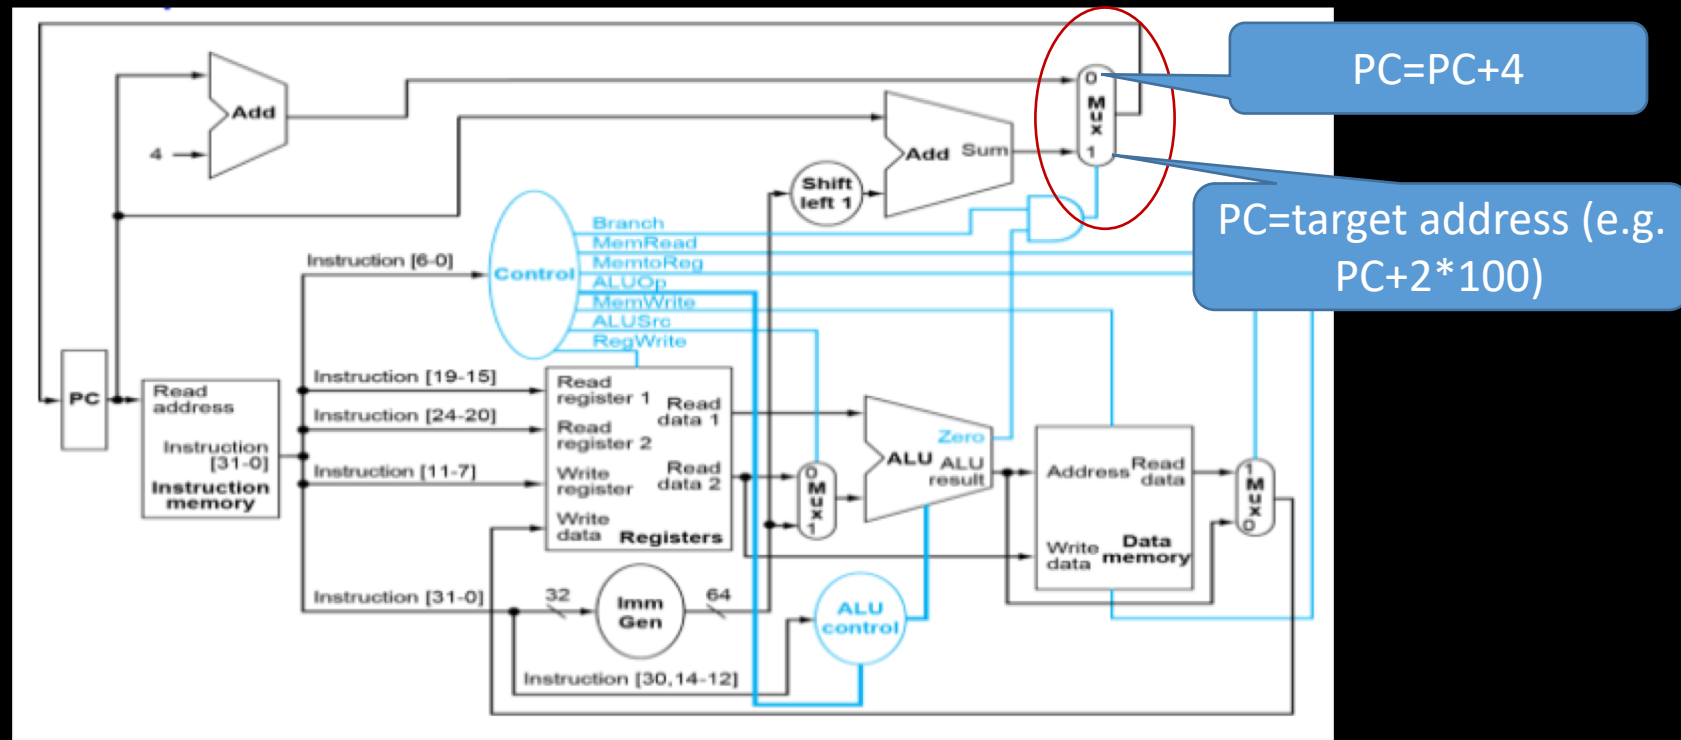 PC=PC+4
0
M
u
x
1
Add
4
Add Sum
Shift
left 1
PC=target address (e.g.
PC+2*100)
Branch
MemRead
MemtoReg
ALUOp
MemWrite
ALUSrc
RegWrite
Control
Instruction [6-0]
PC
Read
address
Instruction
[31-0]
Instruction
memory
Instruction [19-15]
Instruction [24-20]
Instruction [11-7]
Read
register 1
Read
data 1
Read
register 2
Write
register
Read
data 2
Write
data
Registers
0
M
u
x
1
Zero
ALU
ALU
result
Address
Read
data
Write
data
Data
memory
1
M
u
x
0
Instruction [31-0]
32
Imm
Gen
64
ALU
control
Instruction [30,14-12]